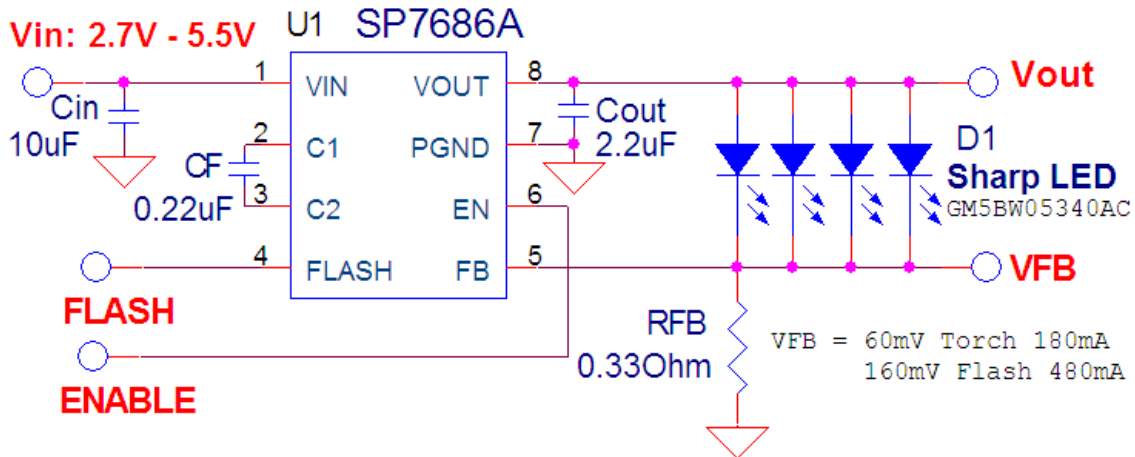 Vin: 2.7V - 5.5V
U1 SP7686A
1 VIN VOUT 8
Cin
10uF
2 C1 PGND 7
Cout
2.2uF
CF
0.22uF
3 C2 EN 6
4 FLASH FB 5
Vout
D1
Sharp LED
GM5BW05340AC
VFB
FLASH
ENABLE
RFB
0.33Ohm
VFB = 60mV Torch 180mA
160mV Flash 480mA